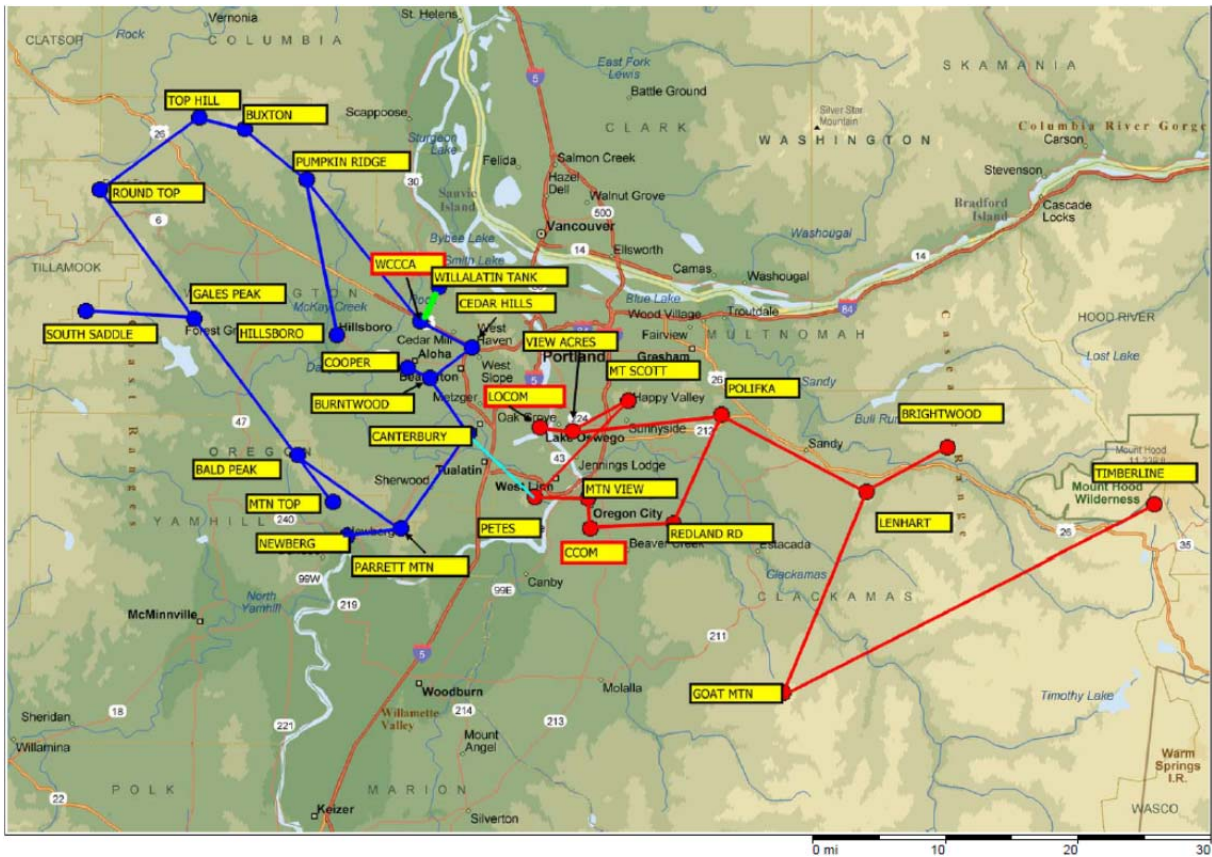 Vernonia
St. Helens
CLATSOP
Rock
COLUMBIA
SKAMANIA
East Fork
Lewis
5
Battle Ground
TOP HILL
BUXTON
Scappoose
Silver Star
Mountain
Columbia River Gorge
26
CLARK
WASHINGTON
Carson
Sturgeon
Lake
PUMPKIN RIDGE
Felida
Salmon Creek
Hazel
Dell
Stevenson
30
Sauvie
Island
Walnut Grove
ROUND TOP
500
Bradford
Island
Cascade
Locks
6
Vancouver
Washougal
Bybee Lake
14
Ellsworth
14
TILLAMOOK
WCCCA
Smith Lake
WILLALATIN TANK
Camas
Washougal
GALES PEAK
McKay Creek
CEDAR HILLS
Blue Lake
84
Wood Village
Troutdale
HOOD RIVER
SOUTH SADDLE
Forest Gr
HILLSBORO
Hillsboro
Cedar Mill
West
Haven
VIEW ACRES
Fairview
MULTNOMAH
COOPER
Aloha
Portland
Gresham
Lost Lake
West
Slope
MT SCOTT
26
5
Sandy
POLIFKA
BURNTWOOD
Metzger
LOCOM
Happy Valley
BRIGHTWOOD
47
Oak Grove
224
Sunnyside
212
Bull Run
CANTERBURY
Lake Oswego
Sandy
OREGON
Tualatin
43
Jennings Lodge
Mount Hood
TIMBERLINE
BALD PEAK
Sherwood
West Linn
MTN VIEW
Mount Hood
Wilderness
MTN TOP
Oregon City
LENHART
YAMHILL
240
PETES
REDLAND RD
26
NEWBERG
Newberg
CCOM
Beaver Creek
Estacada
35
PARRETT MTN
99W
99E
Canby
Clackamas
North
Yamhill
219
CLACKAMAS
McMinnville
211
5
GOAT MTN
Molalla
Woodburn
Timothy Lake
Sheridan
18
Willamette
Valley
214
213
221
Willamina
Mount
Angel
Warm
Springs
I.R.
22
POLK
MARION
Keizer
Silverton
WASCO
0 mi
10
20
30